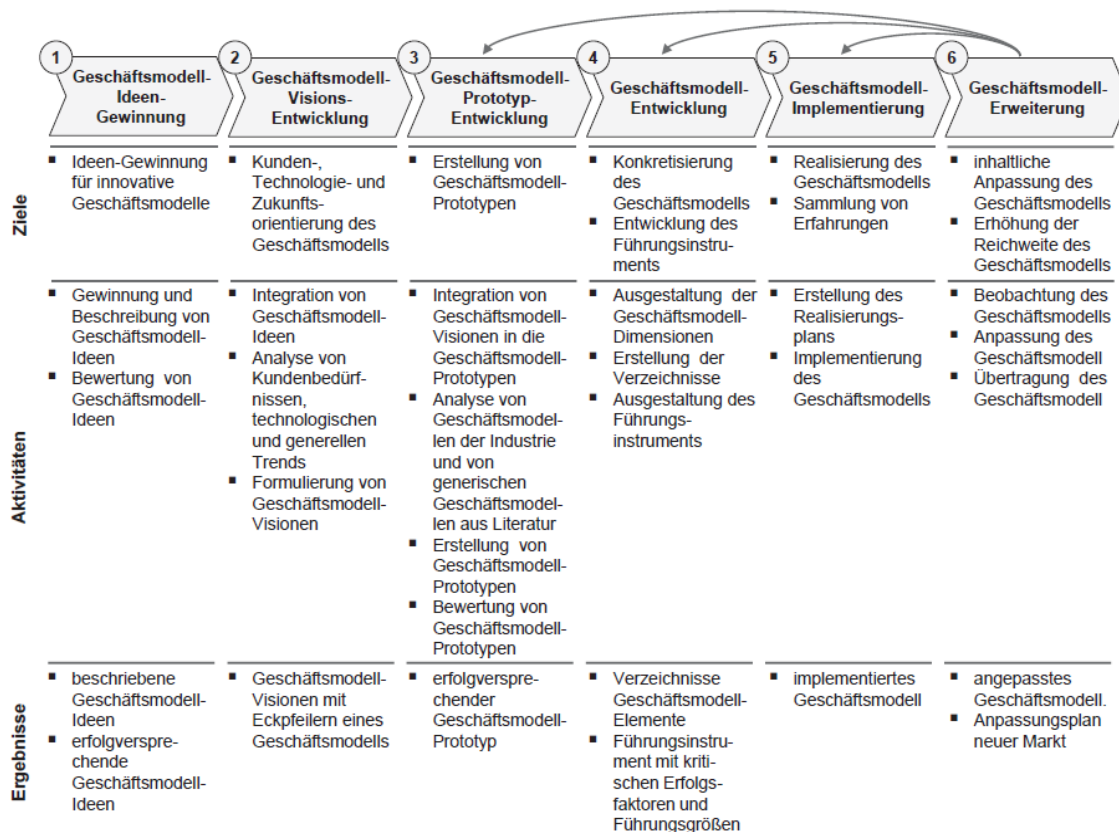 1
Geschäftsmodell-
Ideen-
Gewinnung
2
Geschäftsmodell-
Visions-
Entwicklung
3
Geschäftsmodell-
Prototyp-
Entwicklung
4
Geschäftsmodell-
Entwicklung
5
Geschäftsmodell-
Implementierung
6
Geschäftsmodell-
Erweiterung
Ziele
▪ Ideen-Gewinnung
für innovative
Geschäftsmodelle
▪ Kunden-,
Technologie- und
Zukunfts-
orientierung des
Geschäftsmodells
▪ Erstellung von
Geschäftsmodell-
Prototypen
▪ Konkretisierung
des
Geschäftsmodells
▪ Entwicklung des
Führungsinstru-
ments
▪ Realisierung des
Geschäftsmodells
▪ Sammlung von
Erfahrungen
▪ inhaltliche
Anpassung des
Geschäftsmodells
▪ Erhöhung der
Reichweite des
Geschäftsmodells
Aktivitäten
▪ Gewinnung und
Beschreibung von
Geschäftsmodell-
Ideen
▪ Bewertung von
Geschäftsmodell-
Ideen
▪ Integration von
Geschäftsmodell-
Ideen
▪ Analyse von
Kundenbedürf-
nissen,
technologischen
und generellen
Trends
▪ Formulierung von
Geschäftsmodell-
Visionen
▪ Integration von
Geschäftsmodell-
Visionen in die
Geschäftsmodell-
Prototypen
▪ Analyse von
Geschäftsmodel-
len der Industrie
und von
generischen
Geschäftsmodel-
len aus Literatur
▪ Erstellung von
Geschäftsmodell-
Prototypen
▪ Bewertung von
Geschäftsmodell-
Prototypen
▪ Ausgestaltung der
Geschäftsmodell-
Dimensionen
▪ Erstellung der
Verzeichnisse
▪ Ausgestaltung des
Führungs-
instruments
▪ Erstellung des
Realisierungs-
plans
▪ Implementierung
des
Geschäftsmodells
▪ Beobachtung des
Geschäftsmodells
▪ Anpassung des
Geschäftsmodell
▪ Übertragung des
Geschäftsmodell
Ergebnisse
▪ beschriebene
Geschäftsmodell-
Ideen
▪ erfolgverspre-
chende
Geschäftsmodell-
Ideen
▪ Geschäftsmodell-
Visionen mit
Eckpfeilern eines
Geschäftsmodells
▪ erfolgverspre-
chender
Geschäftsmodell-
Prototyp
▪ Verzeichnisse
Geschäftsmodell-
Elemente
▪ Führungsinstru-
ment mit kriti-
schen Erfolgs-
faktoren und
Führungsgrößen
▪ implementiertes
Geschäftsmodell
▪ angepasstes
Geschäftsmodell.
▪ Anpassungsplan
neuer Markt